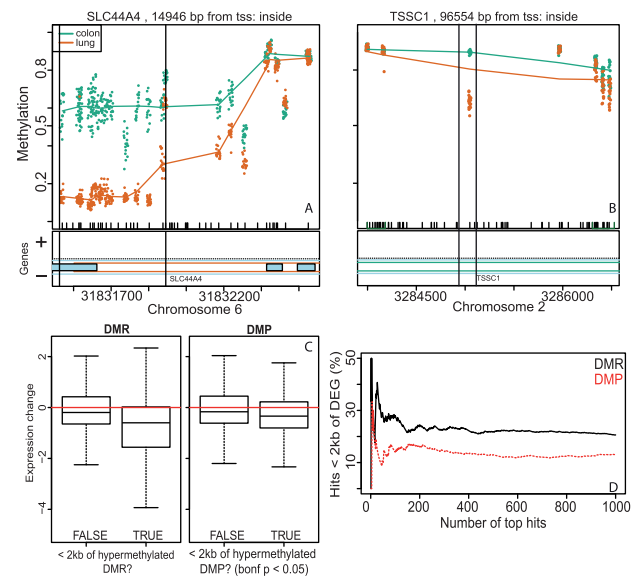 SLC44A4 , 14946 bp from tss: inside
colon
lung
Methylation
0.8
0.5
0.2
A
Genes
+
−
SLC44A4
31831700
31832200
Chromosome 6
TSSC1 , 96554 bp from tss: inside
B
TSSC1
3284500
3286000
Chromosome 2
DMR
DMP
C
Expression change
2
0
-2
-4
FALSE
TRUE
FALSE
TRUE
< 2kb of hypermethylated
DMR?
< 2kb of hypermethylated
DMP? (bonf p < 0.05)
Hits < 2kb of DEG (%)
50
30
10
DMR
DMP
D
0
200
400
600
800
1000
Number of top hits